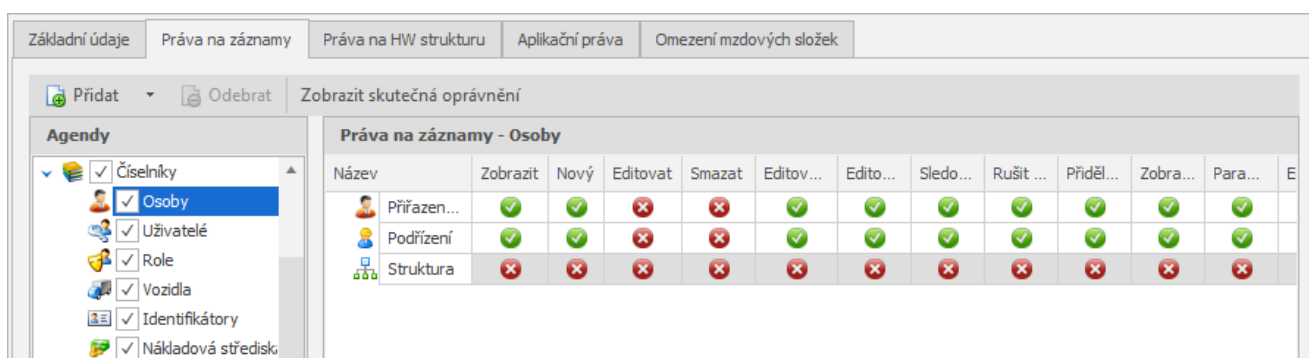 Základní údaje Práva na záznamy Práva na HW strukturu Aplikační práva Omezení mzdových složek
Přidat Odebrat Zobrazit skutečná oprávnění
Agendy
Číselníky
Osoby
Uživatelé
Role
Vozidla
Identifikátory
Nákladová středisk
Práva na záznamy - Osoby
Název Zobrazit Nový Editovat Smazat Editov... Edito... Sledo... Rušit ... Přiděl... Zobra... Para... E
Přiřazen...
Podřízení
Struktura